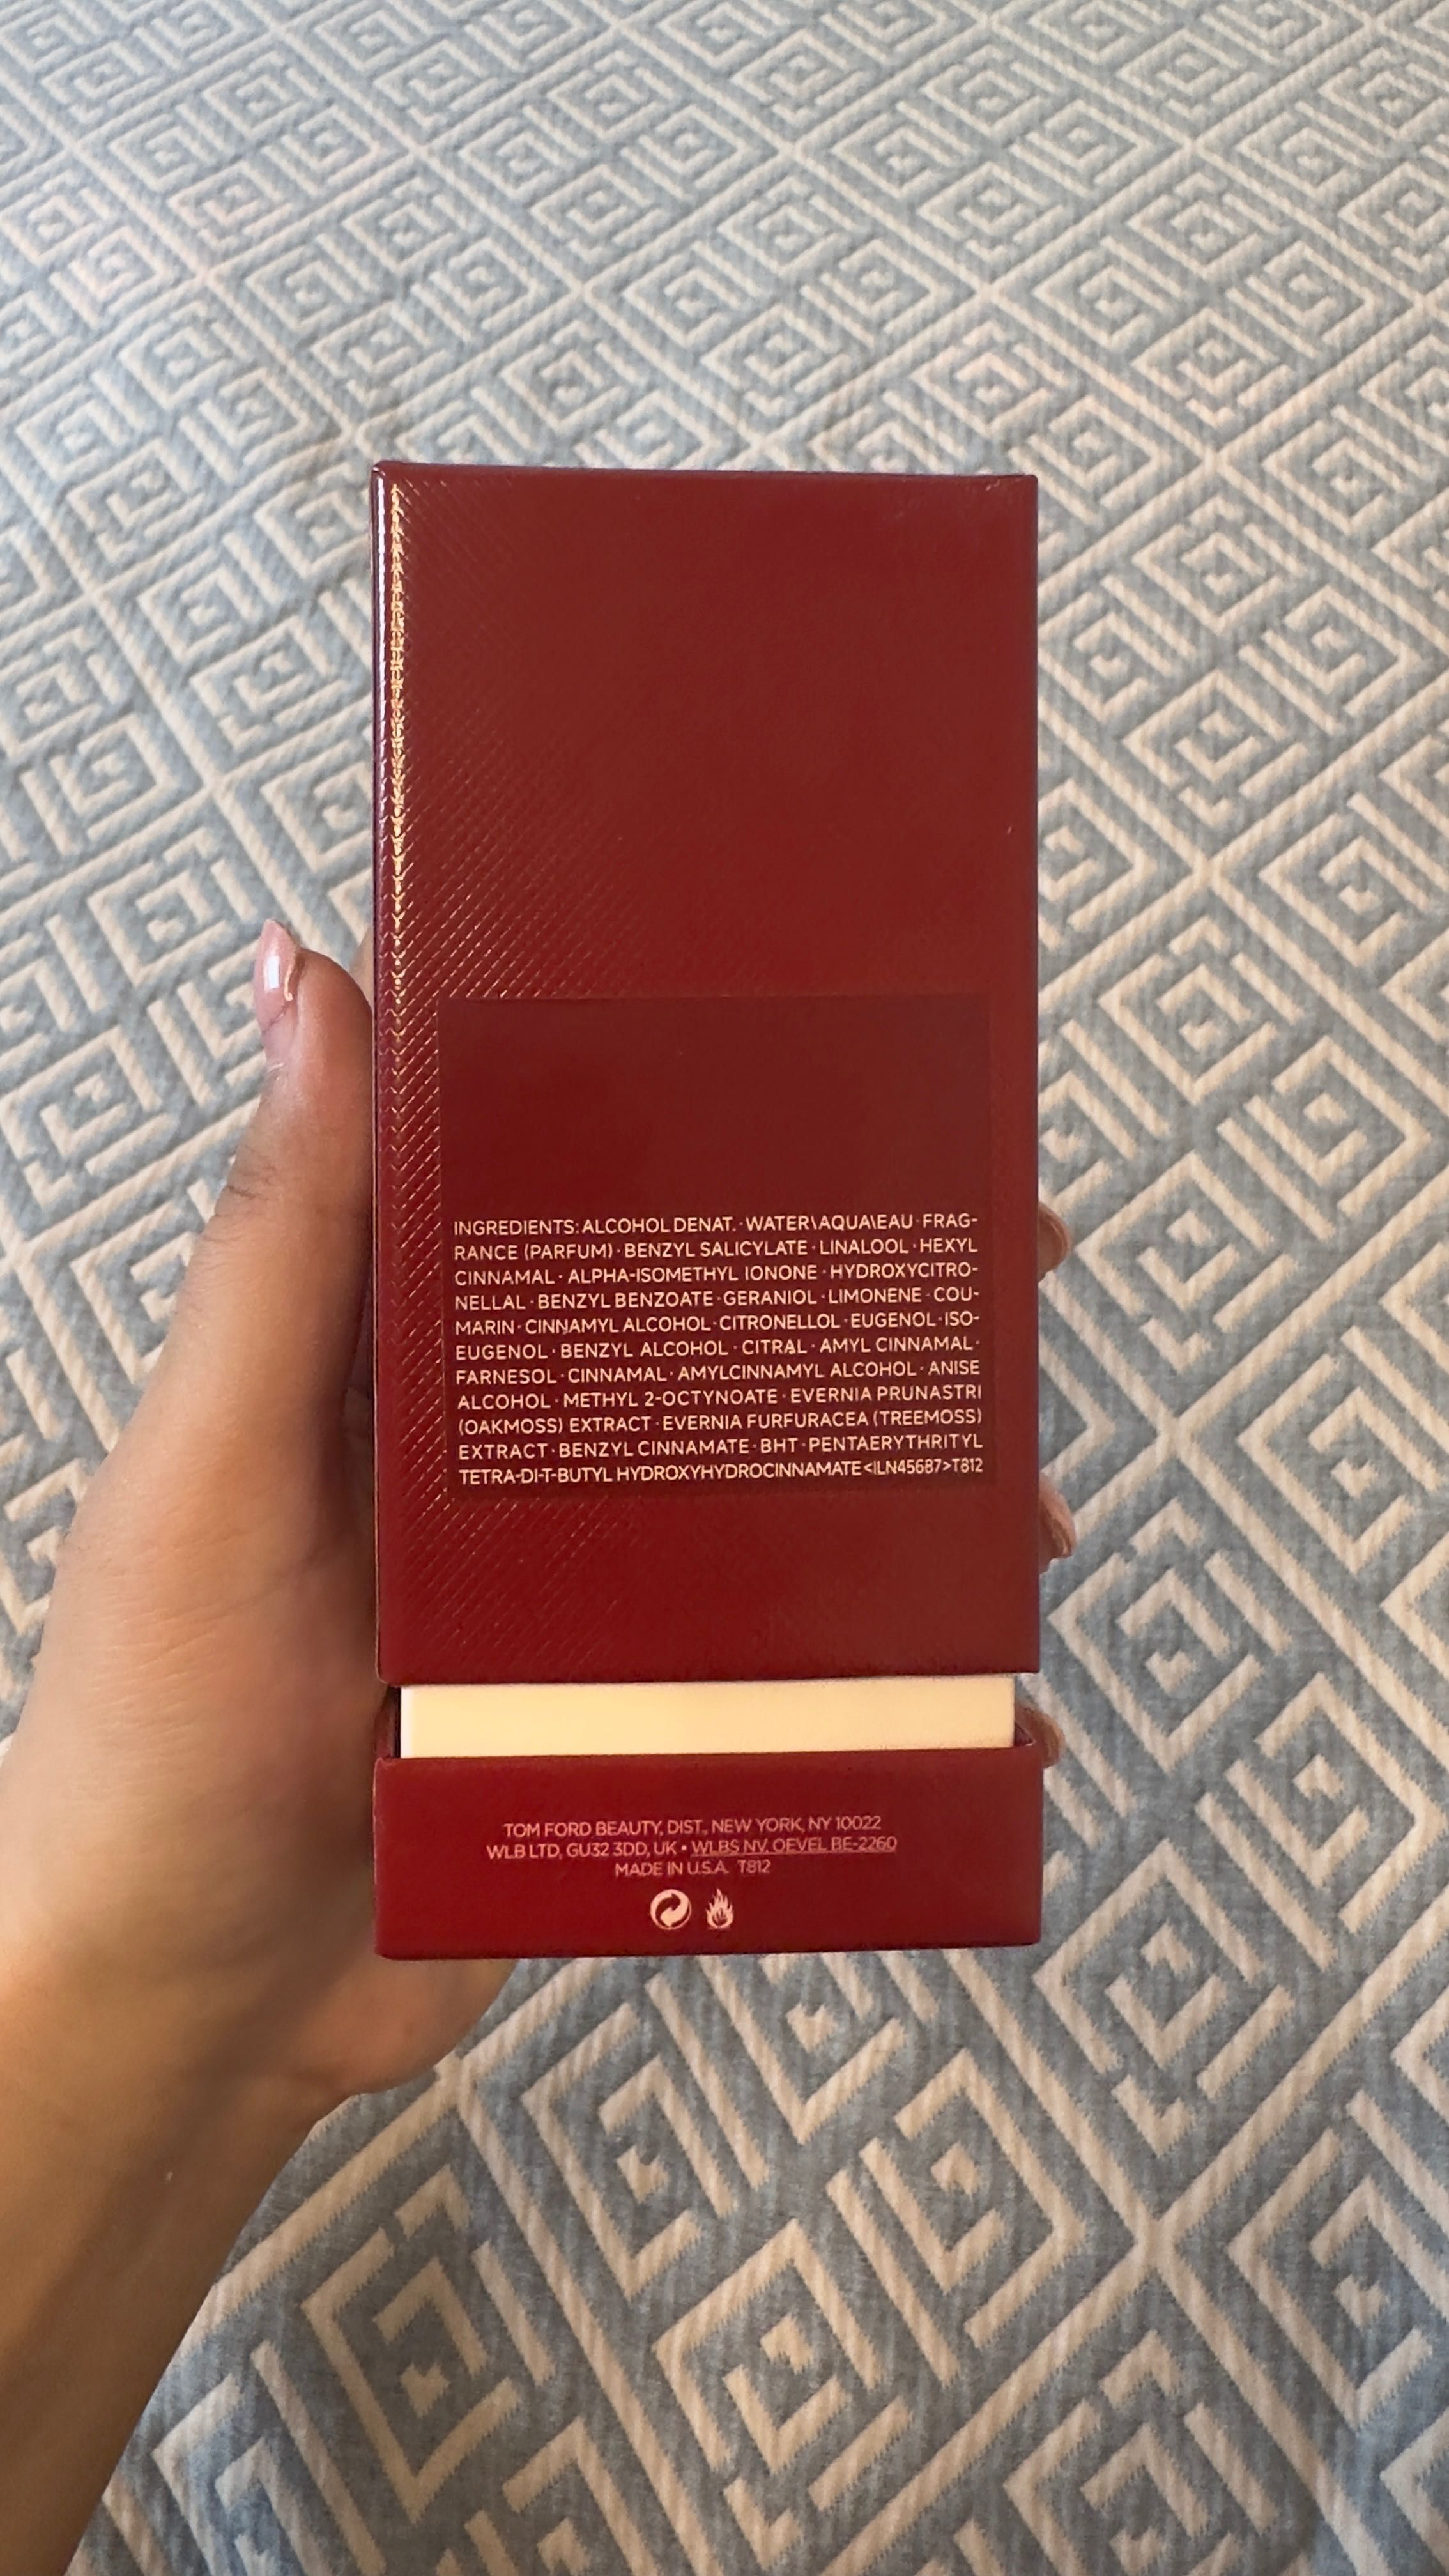 INGREDIENTS: ALCOHOL DENAT. · WATER\AQUA\EAU · FRAG-
RANCE (PARFUM) · BENZYL SALICYLATE · LINALOOL · HEXYL
CINNAMAL · ALPHA-ISOMETHYL IONONE · HYDROXYCITRO-
NELLAL · BENZYL BENZOATE · GERANIOL · LIMONENE · COU-
MARIN · CINNAMYL ALCOHOL · CITRONELLOL · EUGENOL · ISO-
EUGENOL · BENZYL ALCOHOL · CITRAL · AMYL CINNAMAL ·
FARNESOL · CINNAMAL · AMYLCINNAMYL ALCOHOL · ANISE
ALCOHOL · METHYL 2-OCTYNOATE · EVERNIA PRUNASTRI
(OAKMOSS) EXTRACT · EVERNIA FURFURACEA (TREEMOSS)
EXTRACT · BENZYL CINNAMATE · BHT · PENTAERYTHRITYL
TETRA-DI-T-BUTYL HYDROXYHYDROCINNAMATE <ILN45687> T812
TOM FORD BEAUTY, DIST., NEW YORK, NY 10022
WLB LTD, GU32 3DD, UK • WLBS NV. OEVEL BE-2260
MADE IN U.S.A. T812